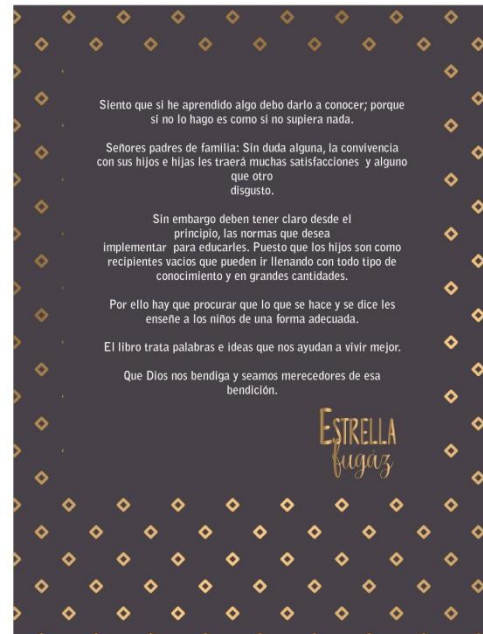 Siento que si he aprendido algo debo darlo a conocer; porque
si no lo hago es como si no supiera nada.
Señores padres de familia: Sin duda alguna, la convivencia
con sus hijos e hijas les traerá muchas satisfacciones y alguno
que otro
disgusto.
Sin embargo deben tener claro desde el
principio, las normas que desea
implementar para educarles. Puesto que los hijos son como
recipientes vacios que pueden ir llenando con todo tipo de
conocimiento y en grandes cantidades.
Por ello hay que procurar que lo que se hace y se dice les
enseñe a los niños de una forma adecuada.
El libro trata palabras e ideas que nos ayudan a vivir mejor.
Que Dios nos bendiga y seamos merecedores de esa
bendición.
ESTRELLA
fugáz